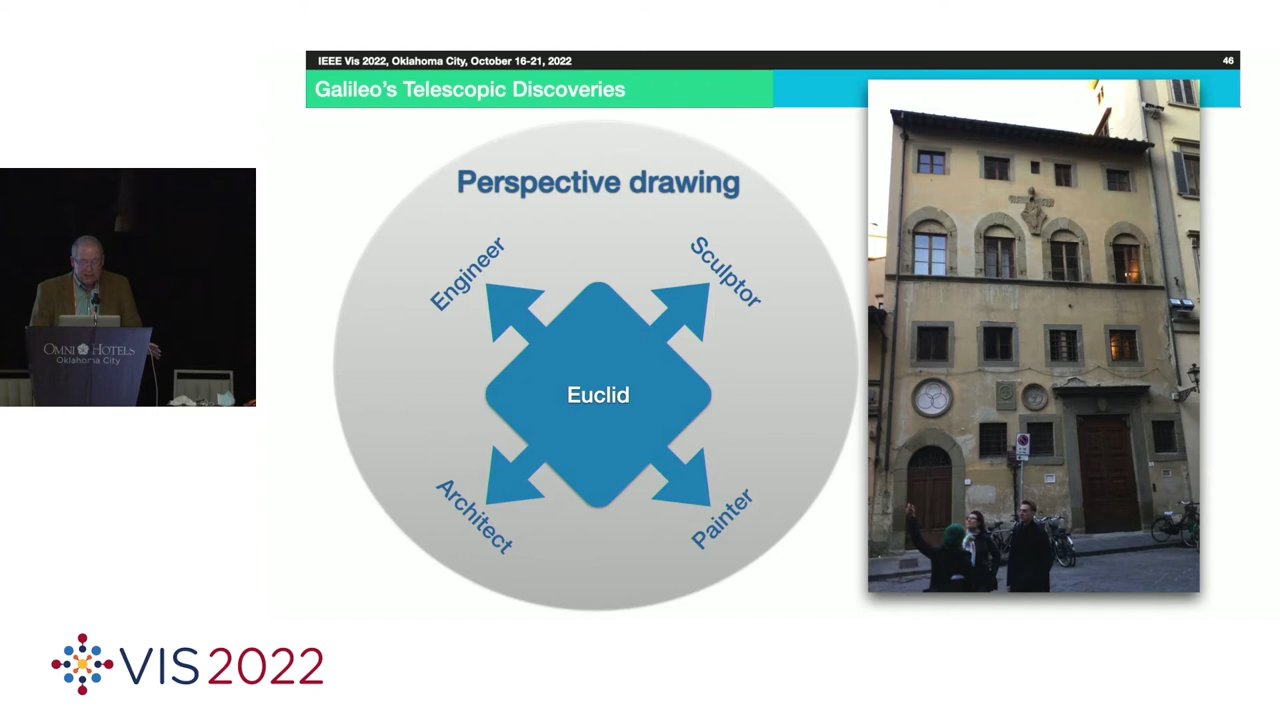 IEEE Vis 2022, Oklahoma City, October 16-21, 2022
46
Galileo's Telescopic Discoveries
Perspective drawing
Engineer
Sculptor
Euclid
Architect
Painter
OMNI HOTELS
Oklahoma City
VIS2022